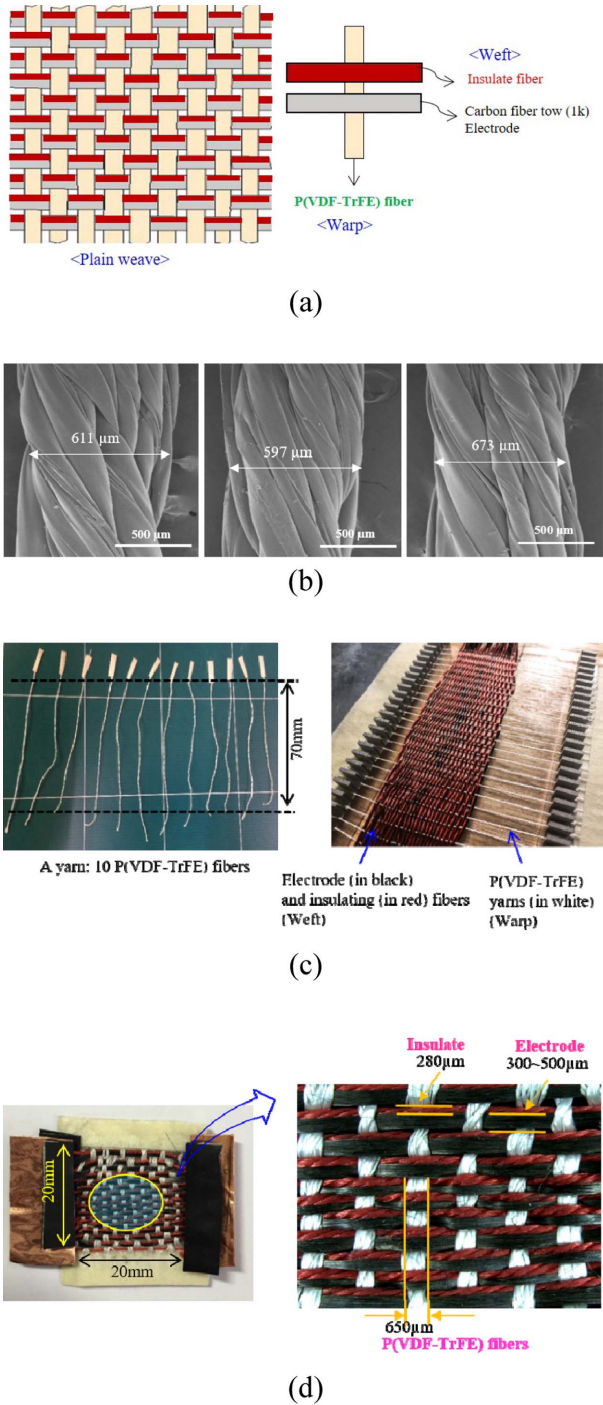 <Weft>
Insulate fiber
Carbon fiber tow (1k)
Electrode
P(VDF-TrFE) fiber
<Warp>
<Plain weave>
(a)
611 µm
500 µm
597 µm
500 µm
673 µm
500 µm
(b)
70mm
A yarn: 10 P(VDF-TrFE) fibers
Electrode (in black)
and insulating (in red) fibers
(Weft)
P(VDF-TrFE)
yarns (in white)
(Warp)
(c)
Insulate
280µm
Electrode
300~500µm
20mm
20mm
650µm
P(VDF-TrFE) fibers
(d)